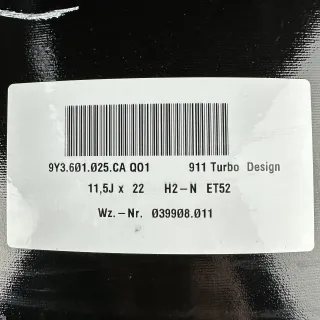 9Y3.601.025.CA Q01 911 Turbo Design
11,5J x 22 H2-N ET52
Wz.-Nr. 039908.011